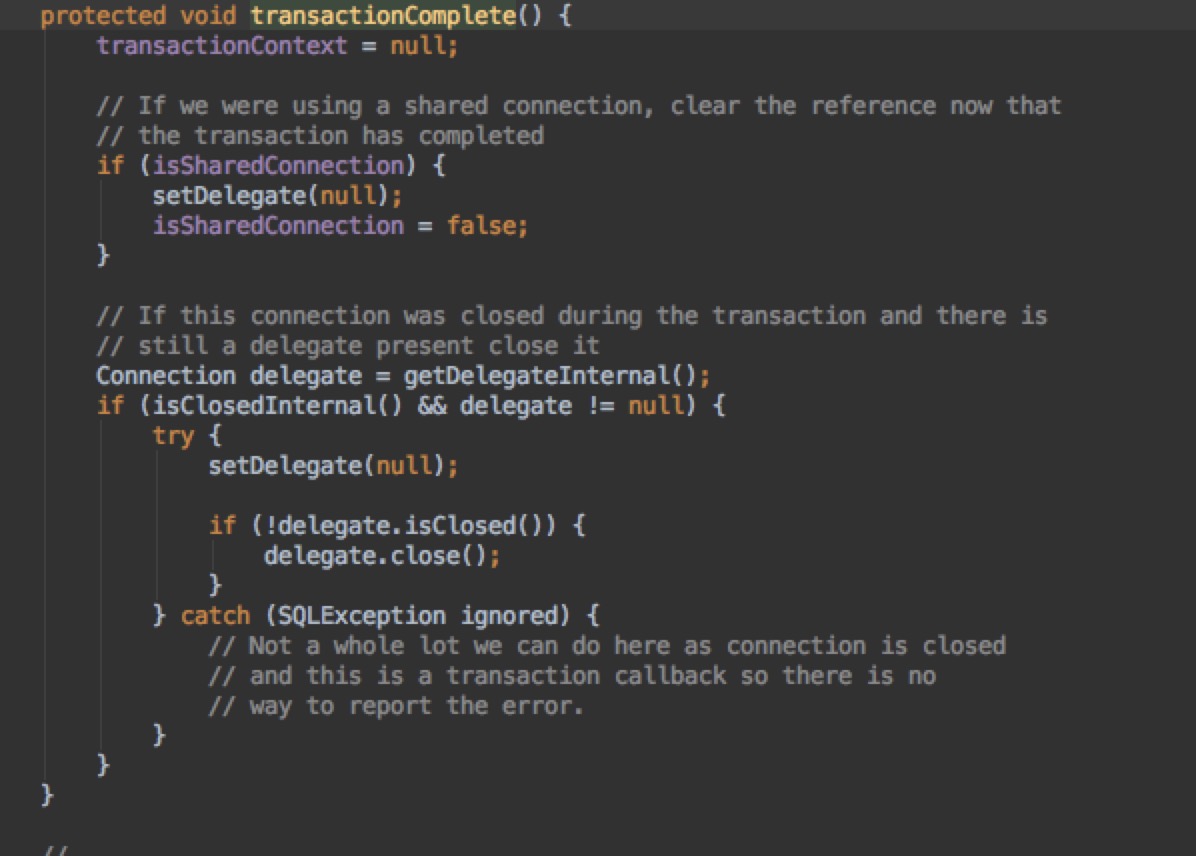 protected void transactionComplete() {
    transactionContext = null;

    // If we were using a shared connection, clear the reference now that
    // the transaction has completed
    if (isSharedConnection) {
        setDelegate(null);
        isSharedConnection = false;
    }

    // If this connection was closed during the transaction and there is
    // still a delegate present close it
    Connection delegate = getDelegateInternal();
    if (isClosedInternal() && delegate != null) {
        try {
            setDelegate(null);

            if (!delegate.isClosed()) {
                delegate.close();
            }
        } catch (SQLException ignored) {
            // Not a whole lot we can do here as connection is closed
            // and this is a transaction callback so there is no
            // way to report the error.
        }
    }
}

//